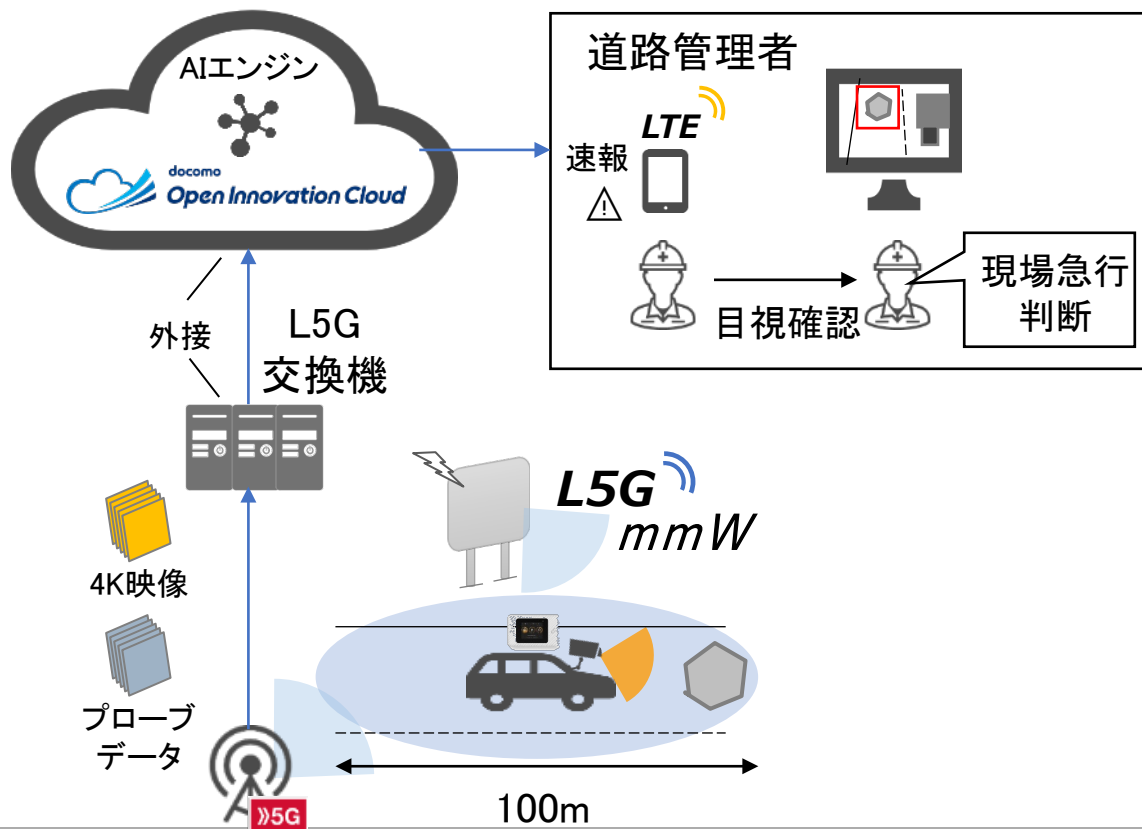 AIエンジン
docomo
Open Innovation Cloud
道路管理者
LTE
速報
目視確認
現場急行
判断
外接
L5G
交換機
4K映像
プローブ
データ
5G
L5G
mmW
100m